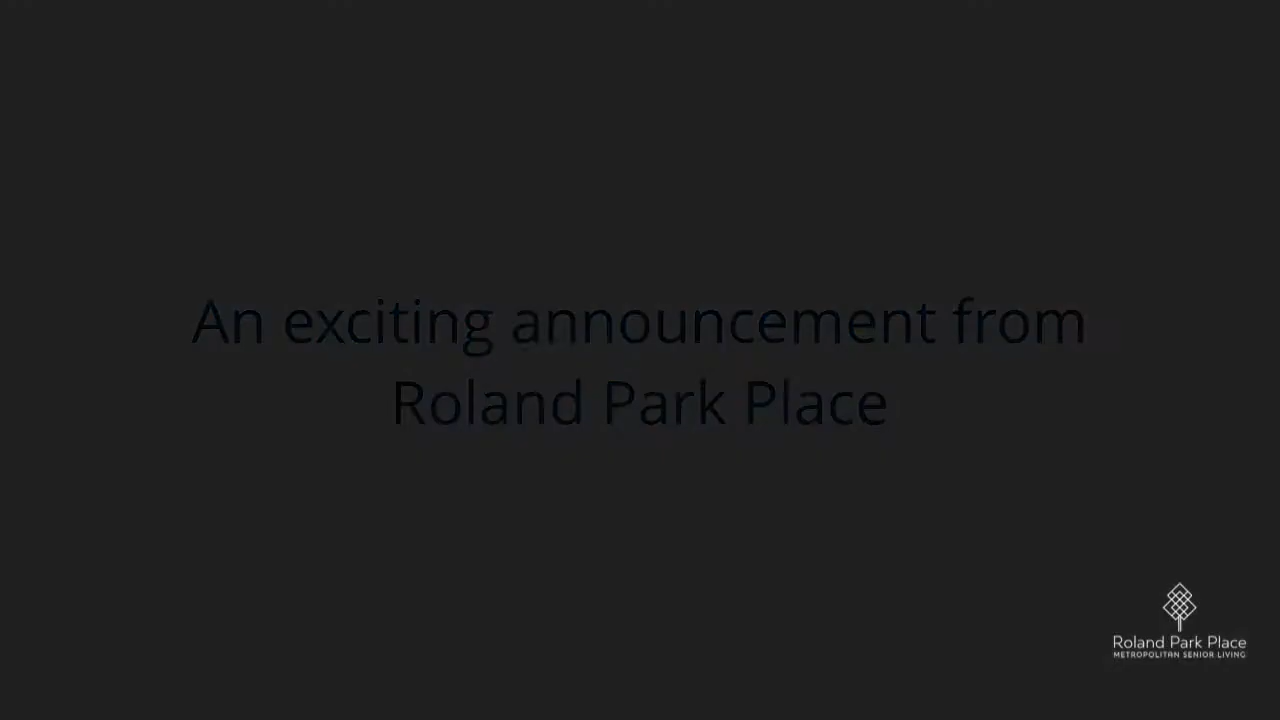 An exciting announcement from
Roland Park Place
Roland Park Place
METROPOLITAN SENIOR LIVING